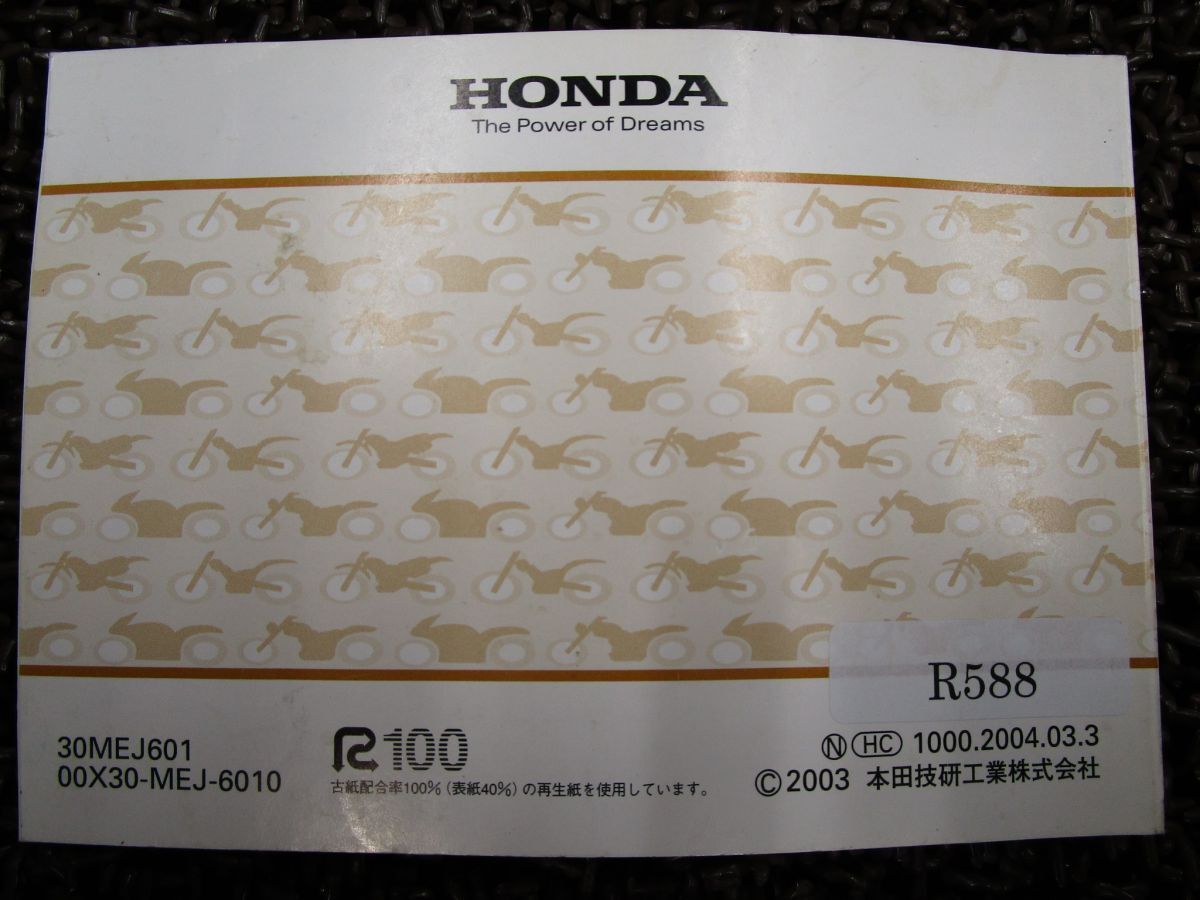 HONDA
The Power of Dreams
R588
30MEJ601
00X30-MEJ-6010
R100
古紙配合率100%(表紙40%)の再生紙を使用しています。
N HC 1000.2004.03.3
©2003 本田技研工業株式会社